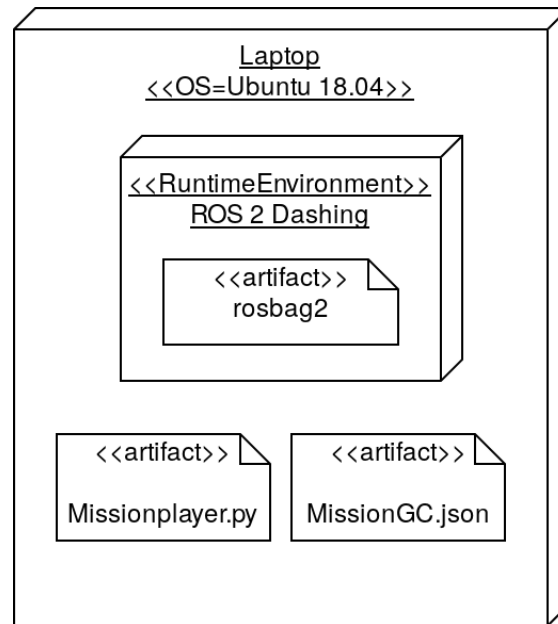 Laptop
<<OS=Ubuntu 18.04>>
<<RuntimeEnvironment>>
ROS 2 Dashing
<<artifact>>
rosbag2
<<artifact>>
Missionplayer.py
<<artifact>>
MissionGC.json